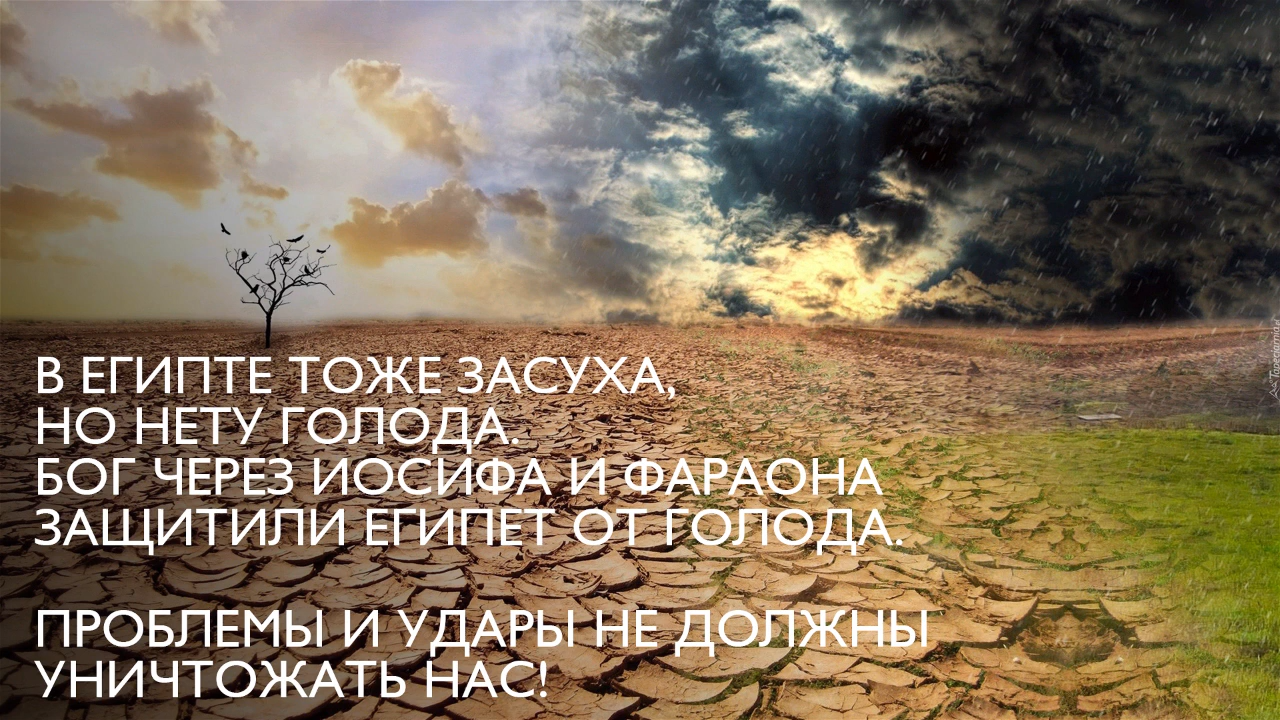 В ЕГИПТЕ ТОЖЕ ЗАСУХА,
НО НЕТУ ГОЛОДА.
БОГ ЧЕРЕЗ ИОСИФА И ФАРАОНА
ЗАЩИТИЛИ ЕГИПЕТ ОТ ГОЛОДА.
ПРОБЛЕМЫ И УДАРЫ НЕ ДОЛЖНЫ
УНИЧТОЖАТЬ НАС!